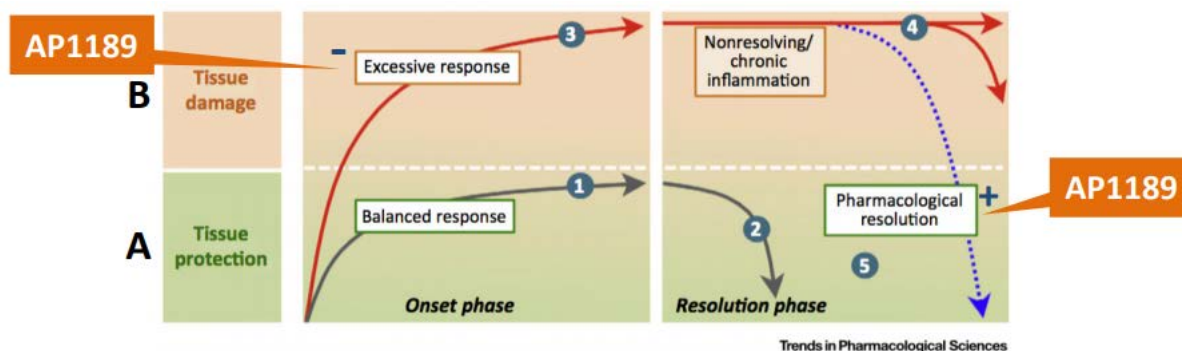 AP1189
B
Tissue
damage
-
Excessive response
3
Nonresolving/
chronic
inflammation
4
A
Tissue
protection
Balanced response
1
2
Pharmacological
resolution
+
AP1189
5
Onset phase
Resolution phase
Trends in Pharmacological Sciences